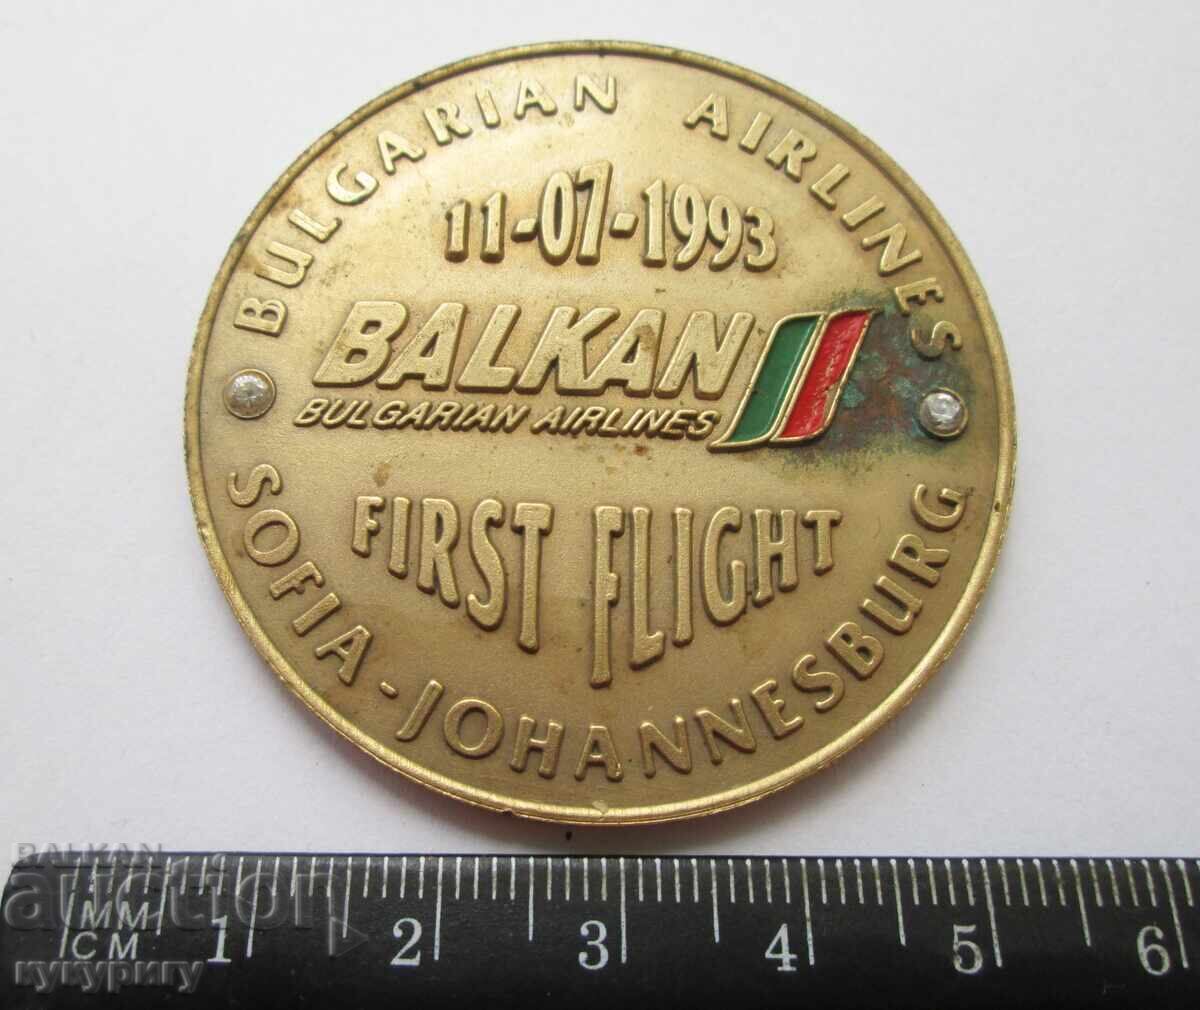 BULGARIAN AIRLINES
11-07-1993
BALKAN
BULGARIAN AIRLINES
FIRST FLIGHT
SOFIA - JOHANNESBURG
BALKAN
auction
MM
CM
1 2 3 4 5 6
кукуригу